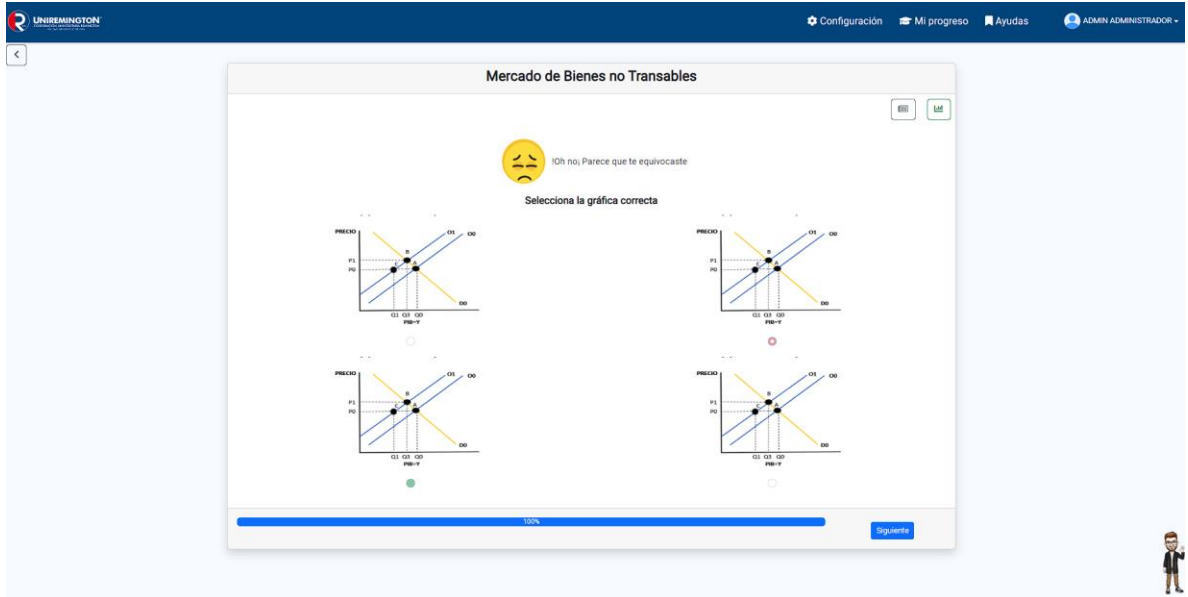 UNIREMINGTON
Configuración
Mi progreso
Ayudas
ADMIN ADMINISTRADOR
Mercado de Bienes no Transables
!Oh no¡ Parece que te equivocaste
Selecciona la gráfica correcta
PRECIO
O1
O0
B
P1
C
A
P0
D0
Q1 Q3 Q0
PIB=Y
PRECIO
O1
O0
B
P1
C
A
P0
D0
Q1 Q3 Q0
PIB=Y
PRECIO
O1
O0
B
P1
C
A
P0
D0
Q1 Q3 Q0
PIB=Y
PRECIO
O1
O0
B
P1
C
A
P0
D0
Q1 Q3 Q0
PIB=Y
100%
Siguiente